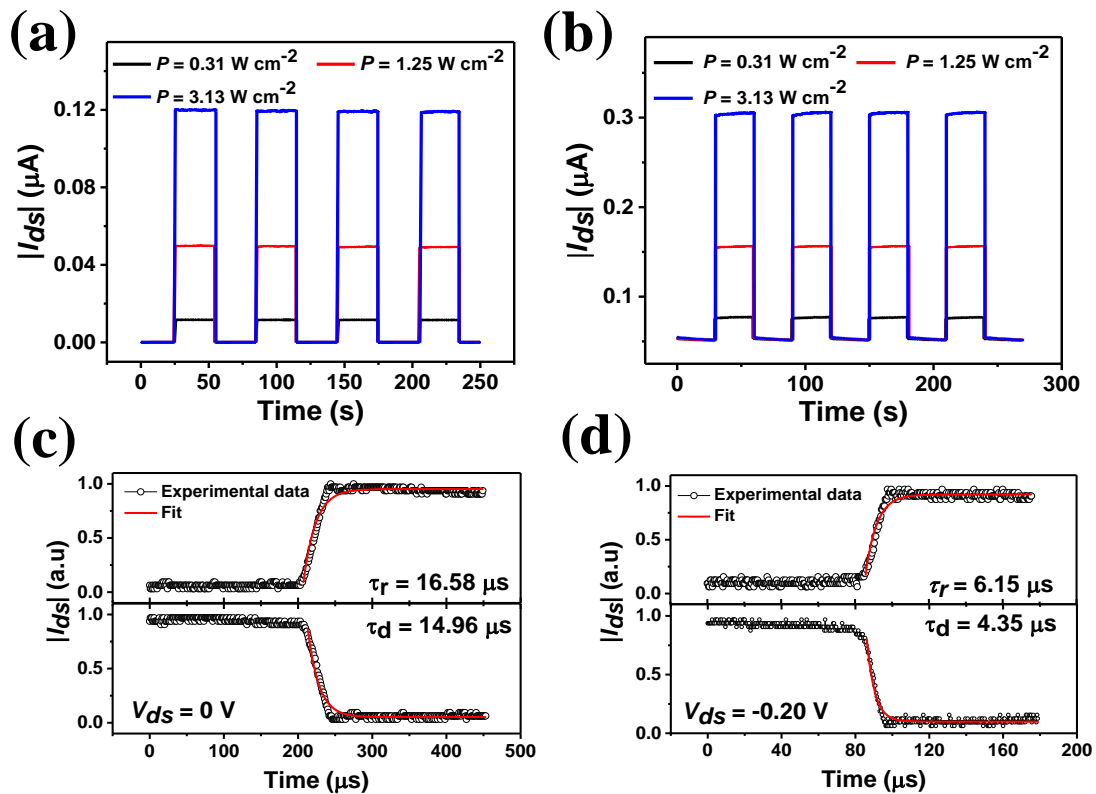 (a)
P = 0.31 W cm-2 P = 1.25 W cm-2
P = 3.13 W cm-2
0.12
0.08
0.04
0.00
|Ids| (μA)
0 50 100 150 200 250
Time (s)
(b)
P = 0.31 W cm-2 P = 1.25 W cm-2
P = 3.13 W cm-2
0.3
0.2
0.1
|Ids| (μA)
0 100 200 300
Time (s)
(c)
1.0
0.5
0.0
Experimental data
Fit
τr = 16.58 μs
|Ids| (a.u)
1.0
0.5
0.0
τd = 14.96 μs
Vds = 0 V
0 100 200 300 400 500
Time (μs)
(d)
1.0
0.5
0.0
Experimental data
Fit
τr = 6.15 μs
|Ids| (a.u)
1.0
0.5
0.0
τd = 4.35 μs
Vds = -0.20 V
0 40 80 120 160 200
Time (μs)